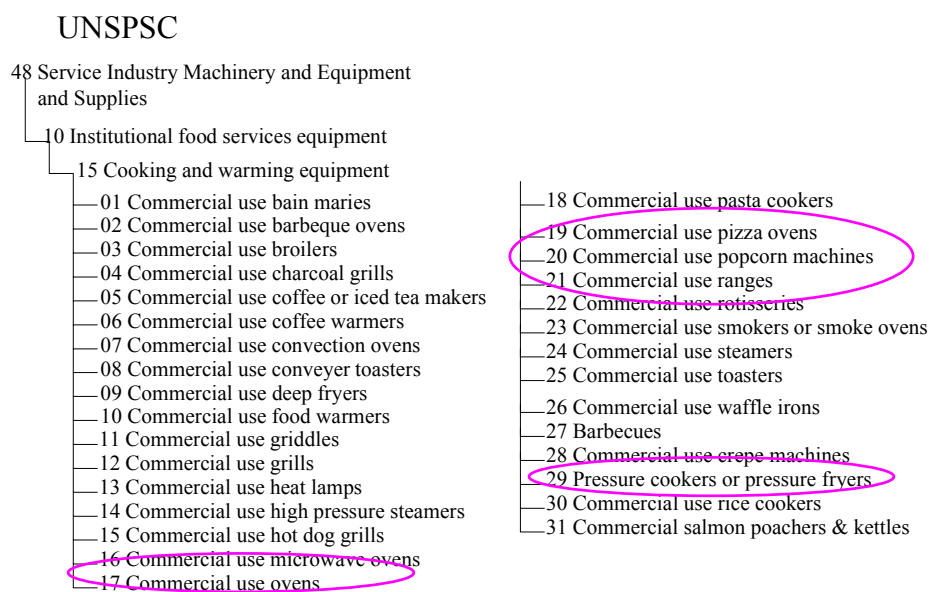 UNSPSC
48 Service Industry Machinery and Equipment
and Supplies
10 Institutional food services equipment
15 Cooking and warming equipment
01 Commercial use bain maries
02 Commercial use barbeque ovens
03 Commercial use broilers
04 Commercial use charcoal grills
05 Commercial use coffee or iced tea makers
06 Commercial use coffee warmers
07 Commercial use convection ovens
08 Commercial use conveyer toasters
09 Commercial use deep fryers
10 Commercial use food warmers
11 Commercial use griddles
12 Commercial use grills
13 Commercial use heat lamps
14 Commercial use high pressure steamers
15 Commercial use hot dog grills
16 Commercial use microwave ovens
17 Commercial use ovens
18 Commercial use pasta cookers
19 Commercial use pizza ovens
20 Commercial use popcorn machines
21 Commercial use ranges
22 Commercial use rotisseries
23 Commercial use smokers or smoke ovens
24 Commercial use steamers
25 Commercial use toasters
26 Commercial use waffle irons
27 Barbecues
28 Commercial use crepe machines
29 Pressure cookers or pressure fryers
30 Commercial use rice cookers
31 Commercial salmon poachers & kettles